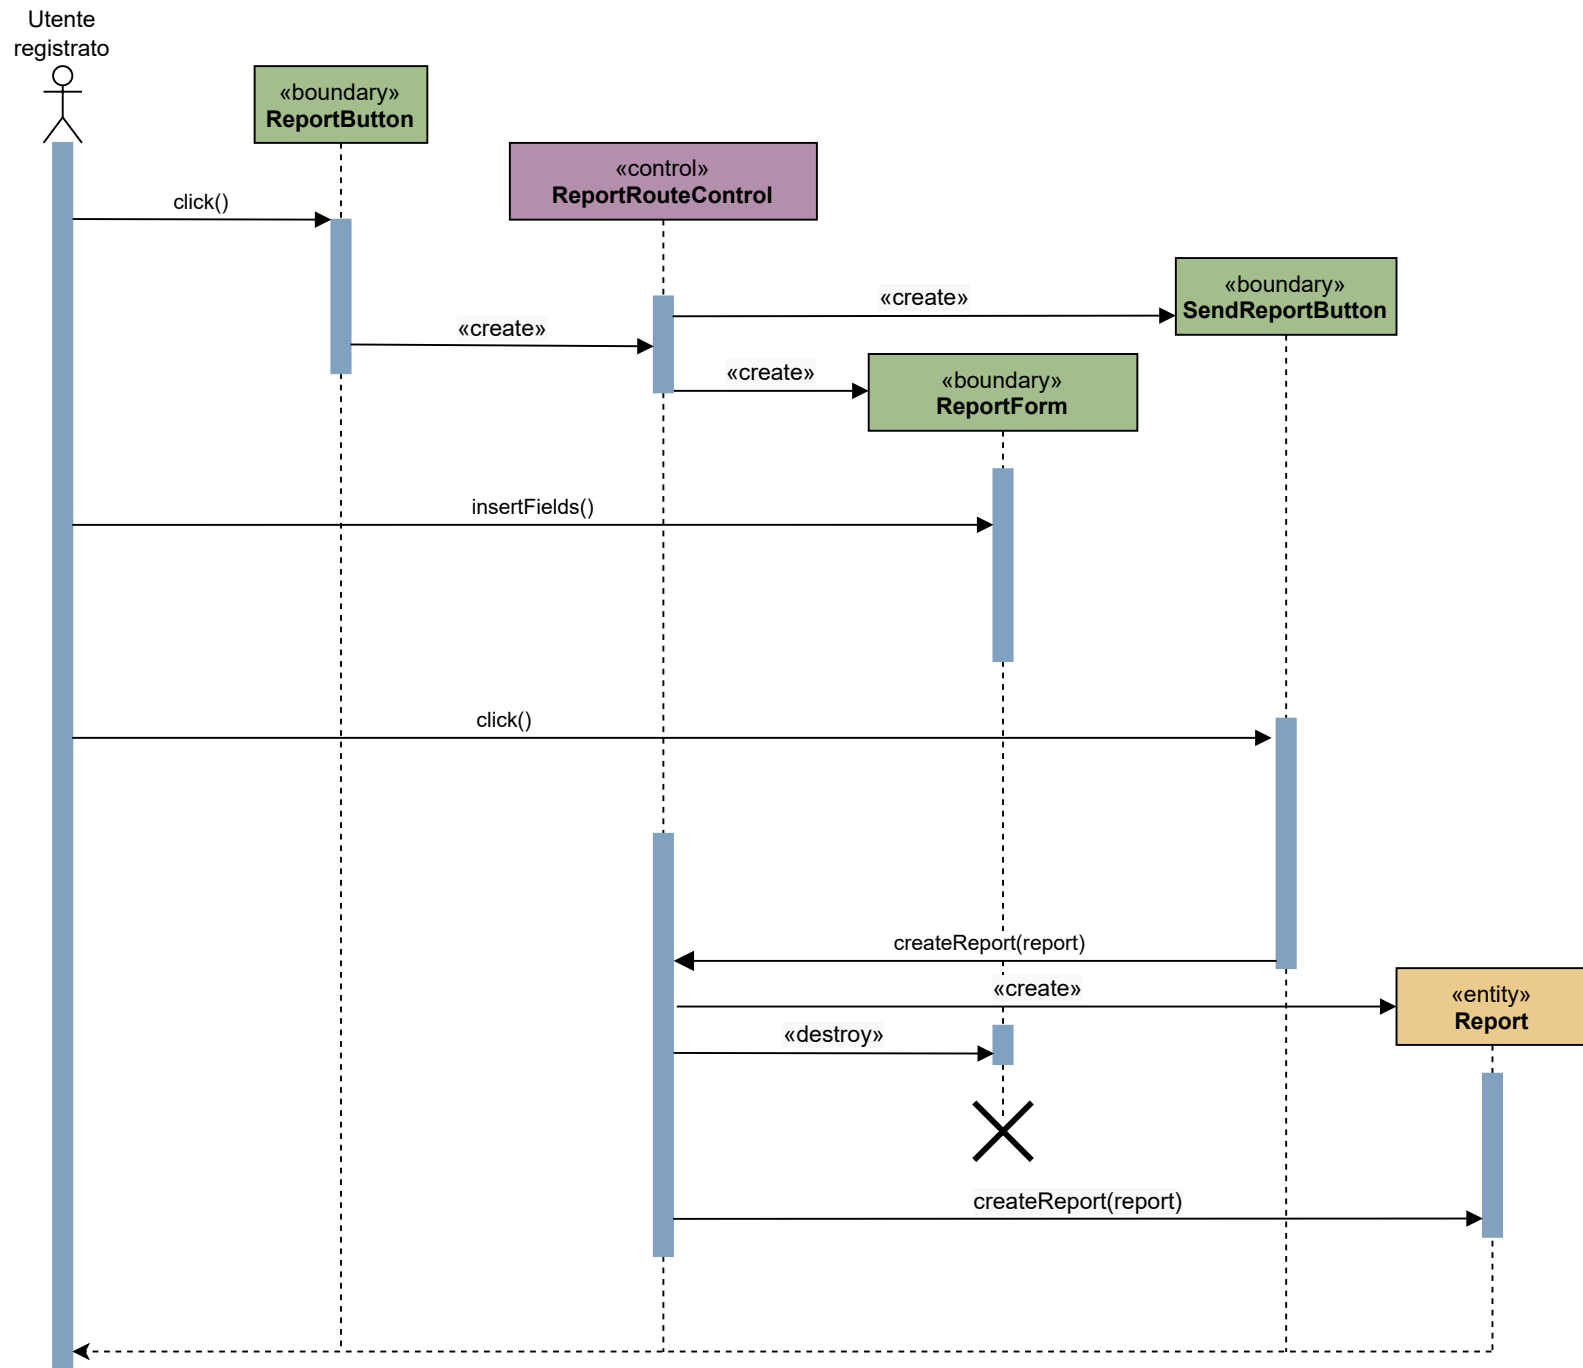 Utente
registrato
«boundary»
ReportButton
«control»
ReportRouteControl
click()
«boundary»
SendReportButton
«create»
«create»
«create»
«boundary»
ReportForm
insertFields()
click()
createReport(report)
«create»
«entity»
Report
«destroy»
createReport(report)